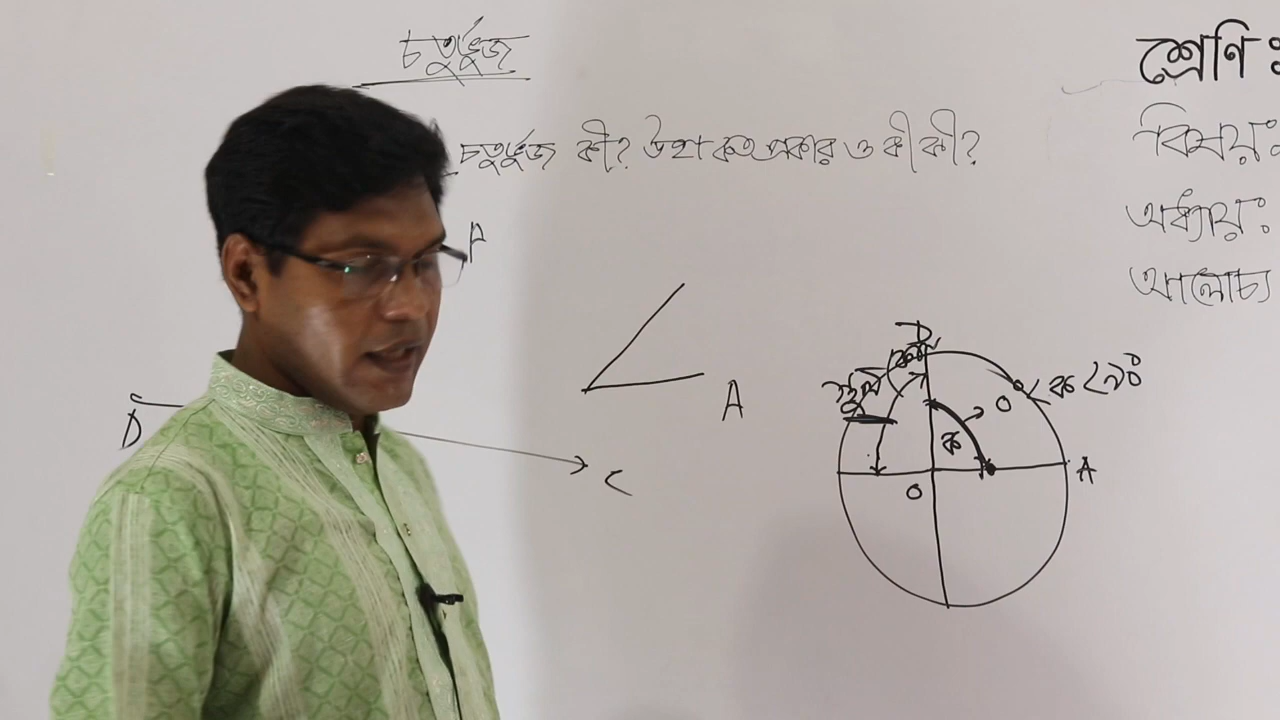 চতুর্ভুজ
চতুর্ভুজ কী? উহা কত প্রকার ও কী কী?
শ্রেণি :
বিষয়:
অধ্যায়:
আলোচ্য
A
D
C
A
D
স্থূল
O
ক < ৯০°
ক
O
A